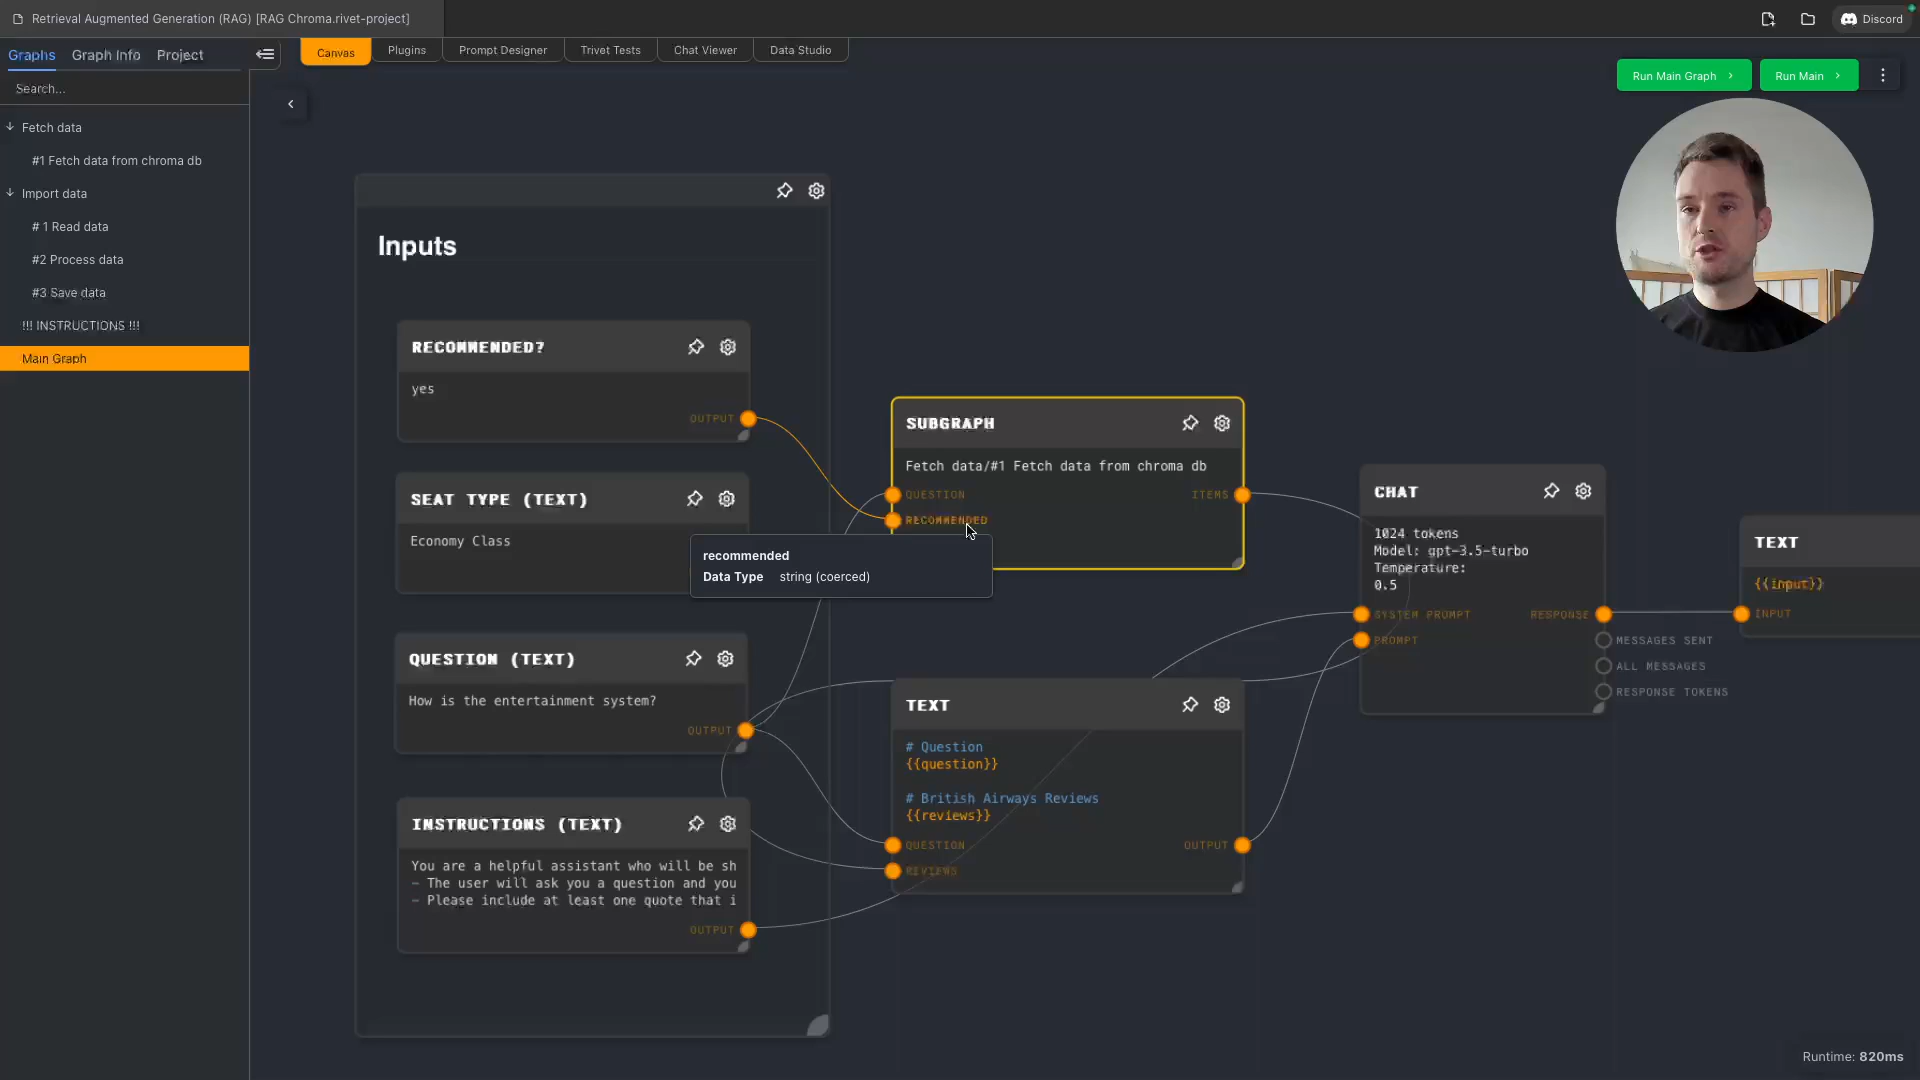 Retrieval Augmented Generation (RAG) [RAG Chroma.rivet-project]
Discord
Graphs
Graph Info
Project
Canvas
Plugins
Prompt Designer
Trivet Tests
Chat Viewer
Data Studio
Run Main Graph
Run Main
Search...
Fetch data
#1 Fetch data from chroma db
Import data
# 1 Read data
#2 Process data
#3 Save data
!!! INSTRUCTIONS !!!
Main Graph
Inputs
RECOMMENDED?
yes
OUTPUT
SEAT TYPE (TEXT)
Economy Class
QUESTION (TEXT)
How is the entertainment system?
OUTPUT
INSTRUCTIONS (TEXT)
You are a helpful assistant who will be sh
- The user will ask you a question and you
- Please include at least one quote that i
OUTPUT
SUBGRAPH
Fetch data/#1 Fetch data from chroma db
QUESTION
ITEMS
RECOMMENDED
recommended
Data Type string (coerced)
TEXT
# Question
{{question}}
# British Airways Reviews
{{reviews}}
QUESTION
OUTPUT
REVIEWS
CHAT
1024 tokens
Model: gpt-3.5-turbo
Temperature:
0.5
SYSTEM PROMPT
RESPONSE
PROMPT
MESSAGES SENT
ALL MESSAGES
RESPONSE TOKENS
TEXT
{{input}}
INPUT
Runtime: 820ms